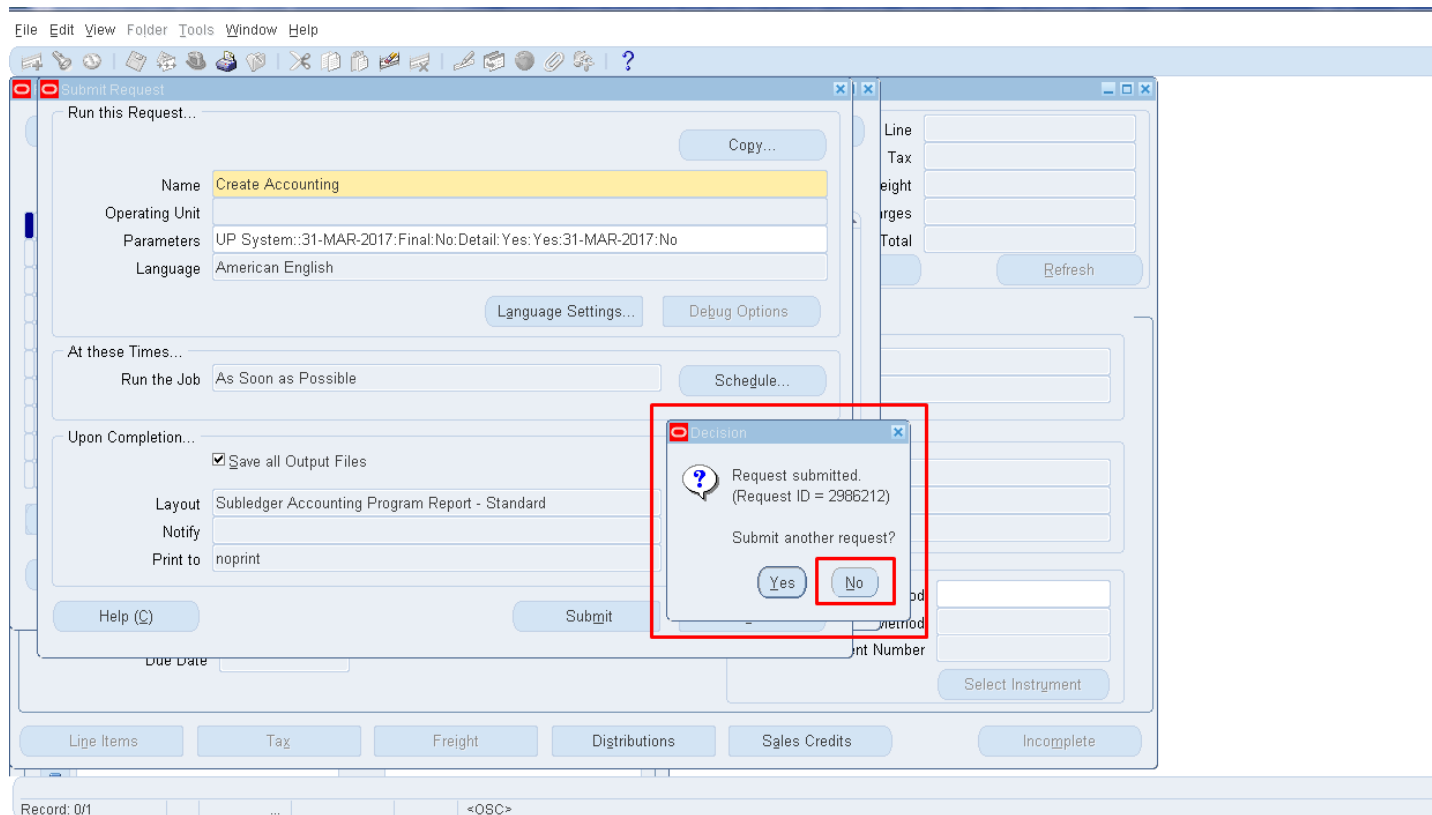 File Edit View Folder Tools Window Help
Submit Request
Run this Request...
Copy...
Name Create Accounting
Operating Unit
Parameters UP System::31-MAR-2017:Final:No:Detail:Yes:Yes:31-MAR-2017:No
Language American English
Language Settings... Debug Options
At these Times...
Run the Job As Soon as Possible Schedule...
Upon Completion...
Save all Output Files
Layout Subledger Accounting Program Report - Standard
Notify
Print to noprint
Help (C) Submit
Decision
Request submitted.
(Request ID = 2986212)
Submit another request?
Yes No
Line
Tax
eight
rges
Total
Refresh
Method
ent Number
Due Date
Select Instrument
Line Items Tax Freight Distributions Sales Credits Incomplete
Record: 0/1 ... <OSC>